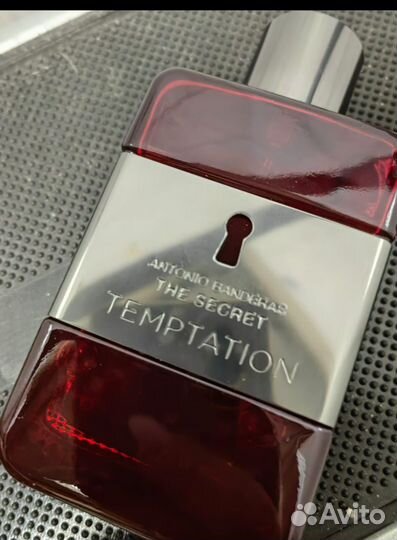 ANTONIO BANDERAS
THE SECRET
TEMPTATION
Avito